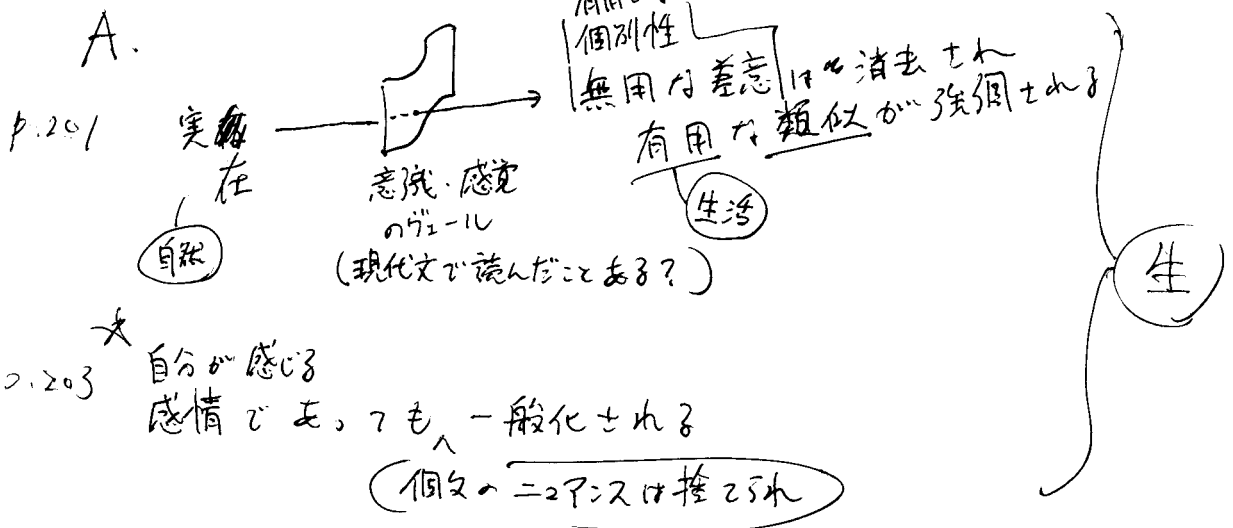 A.
個別性
無用な差意は消去され
p.201 実在
有用な類似が強個される
意識・感覚
のヴェール
生活
自然
(現代文で読んだことある?)
生
p.203 自分が感じる
感情であっても 一般化される
個々のニュアンスは捨てられ